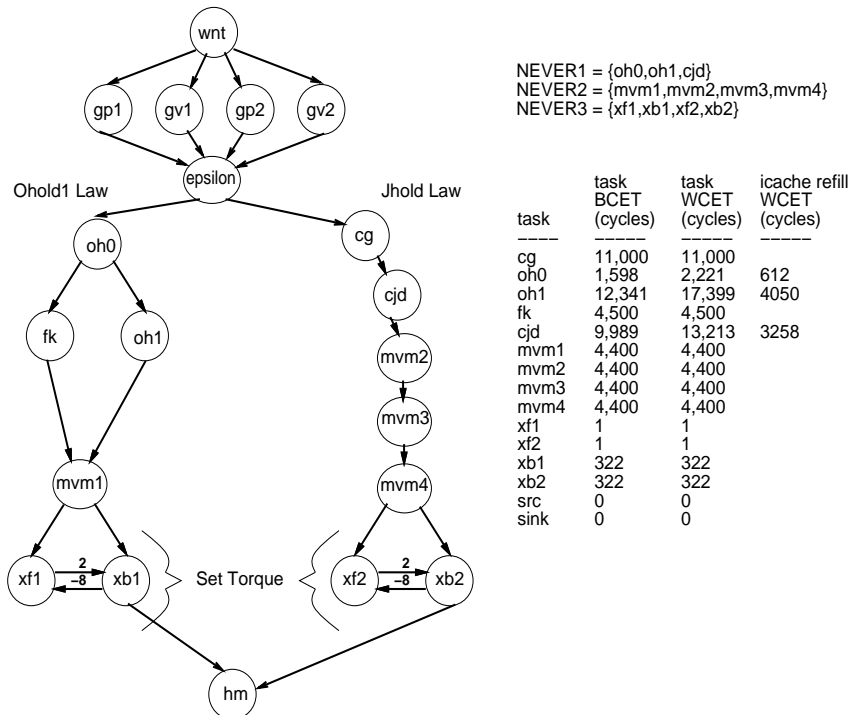 wnt
gp1 gv1 gp2 gv2
epsilon
Ohold1 Law Jhold Law
oh0 cg
cjd
fk oh1
mvm2
mvm3
mvm1 mvm4
xf1 2 −8 xb1 Set Torque xf2 2 −8 xb2
hm
NEVER1 = {oh0,oh1,cjd}
NEVER2 = {mvm1,mvm2,mvm3,mvm4}
NEVER3 = {xf1,xb1,xf2,xb2}
task task icache refill
BCET WCET WCET
task (cycles) (cycles) (cycles)
−−−− −−−−− −−−−− −−−−−
cg 11,000 11,000
oh0 1,598 2,221 612
oh1 12,341 17,399 4050
fk 4,500 4,500
cjd 9,989 13,213 3258
mvm1 4,400 4,400
mvm2 4,400 4,400
mvm3 4,400 4,400
mvm4 4,400 4,400
xf1 1 1
xf2 1 1
xb1 322 322
xb2 322 322
src 0 0
sink 0 0